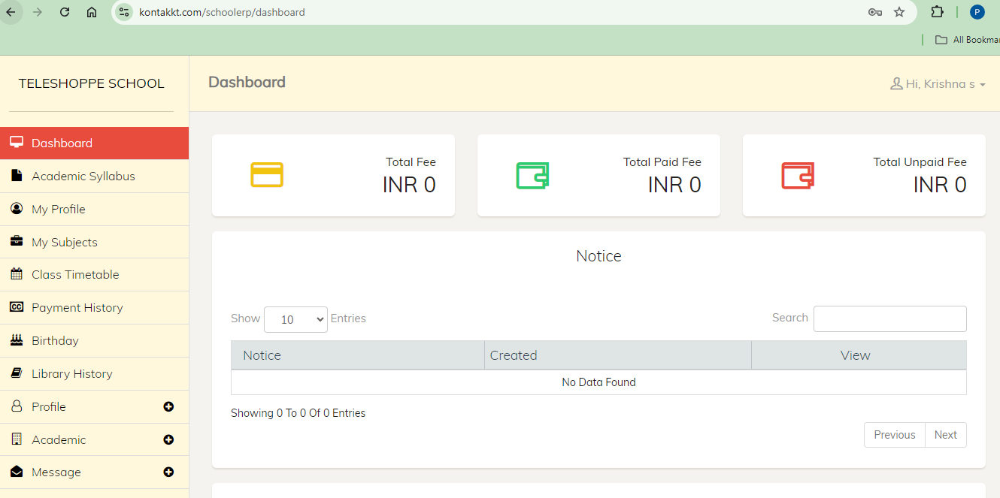 kontakkt.com/schoolerp/dashboard
P
All Bookma
TELESHOPPE SCHOOL
Dashboard
Hi, Krishna s
Dashboard
Academic Syllabus
My Profile
My Subjects
Class Timetable
CC Payment History
Birthday
Library History
Profile
Academic
Message
Total Fee
INR 0
Total Paid Fee
INR 0
Total Unpaid Fee
INR 0
Notice
Show 10 Entries
Search
Notice Created View
No Data Found
Showing 0 To 0 Of 0 Entries
Previous Next